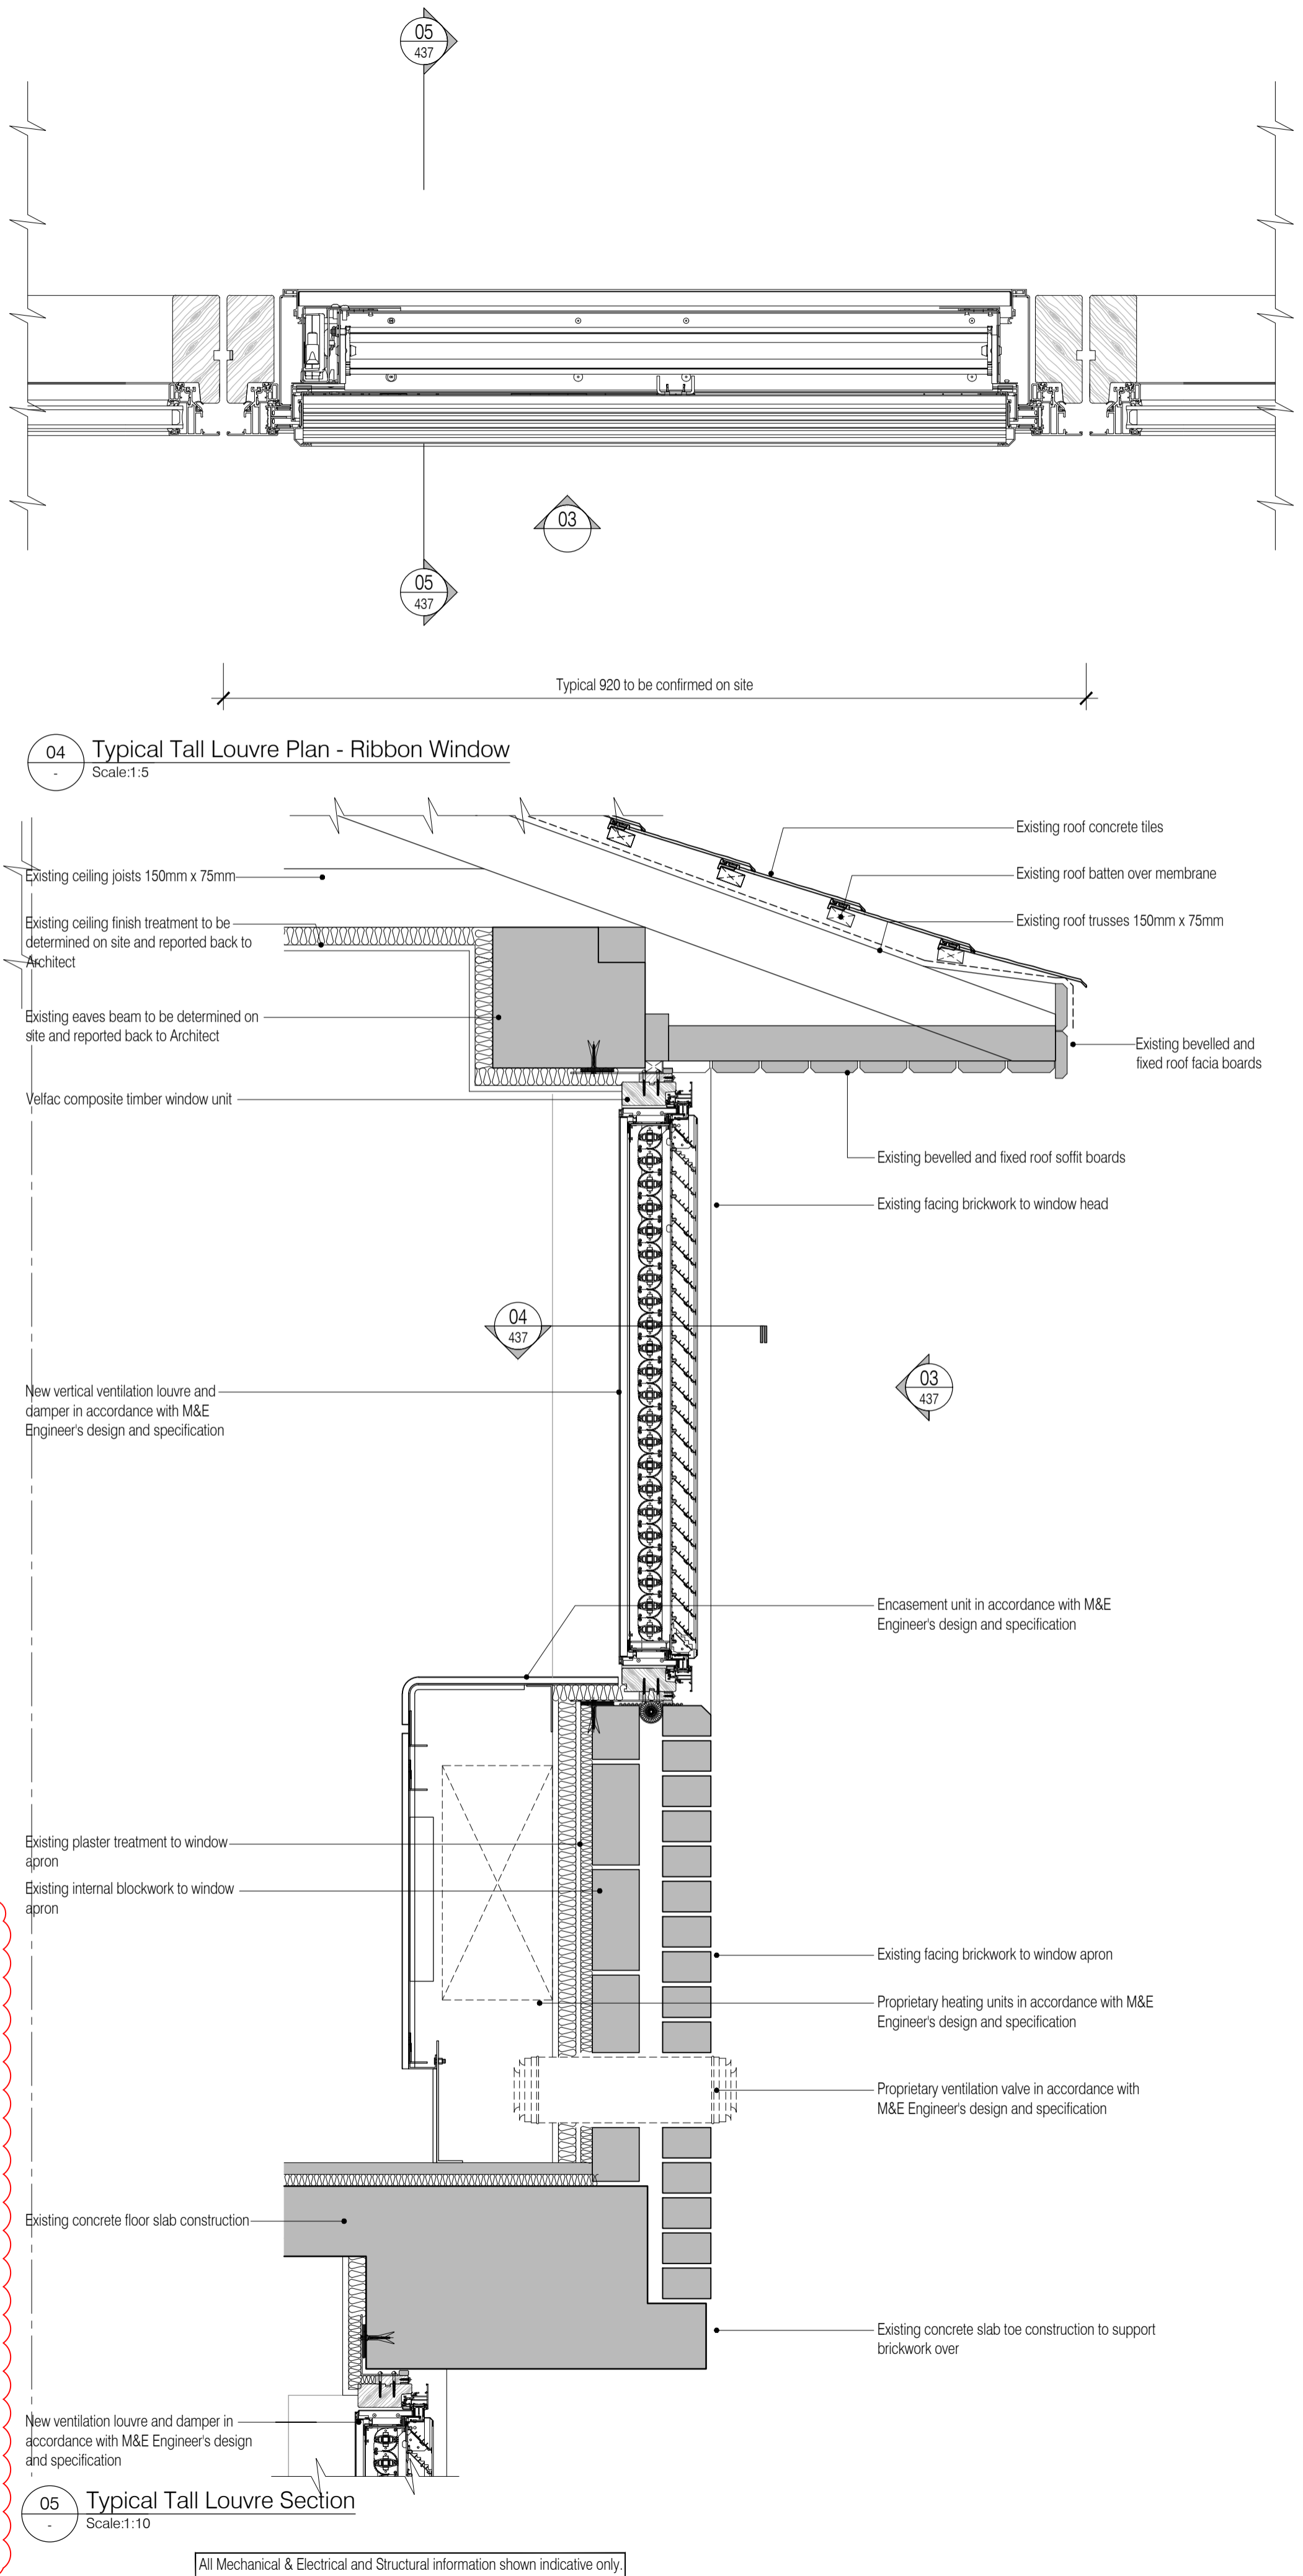 05
437
03
05
437
Typical 920 to be confirmed on site
04
-
Typical Tall Louvre Plan - Ribbon Window
Scale:1:5
Existing roof concrete tiles
Existing ceiling joists 150mm x 75mm
Existing roof batten over membrane
Existing ceiling finish treatment to be
determined on site and reported back to
Architect
Existing roof trusses 150mm x 75mm
Existing eaves beam to be determined on
site and reported back to Architect
Existing bevelled and
fixed roof facia boards
Velfac composite timber window unit
Existing bevelled and fixed roof soffit boards
Existing facing brickwork to window head
04
437
03
437
New vertical ventilation louvre and
damper in accordance with M&E
Engineer's design and specification
Encasement unit in accordance with M&E
Engineer's design and specification
Existing plaster treatment to window
apron
Existing internal blockwork to window
apron
Existing facing brickwork to window apron
Proprietary heating units in accordance with M&E
Engineer's design and specification
Proprietary ventilation valve in accordance with
M&E Engineer's design and specification
Existing concrete floor slab construction
Existing concrete slab toe construction to support
brickwork over
New ventilation louvre and damper in
accordance with M&E Engineer's design
and specification
05
-
Typical Tall Louvre Section
Scale:1:10
All Mechanical & Electrical and Structural information shown indicative only.